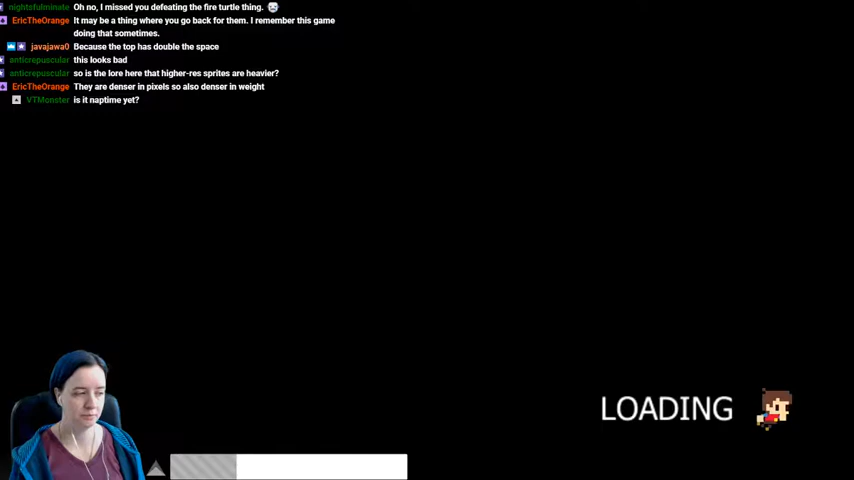 nightsfulminate Oh no, I missed you defeating the fire turtle thing.
EricTheOrange It may be a thing where you go back for them. I remember this game
doing that sometimes.
javajawa0 Because the top has double the space
anticrepuscular this looks bad
anticrepuscular so is the lore here that higher-res sprites are heavier?
EricTheOrange They are denser in pixels so also denser in weight
VTMonster is it naptime yet?
LOADING